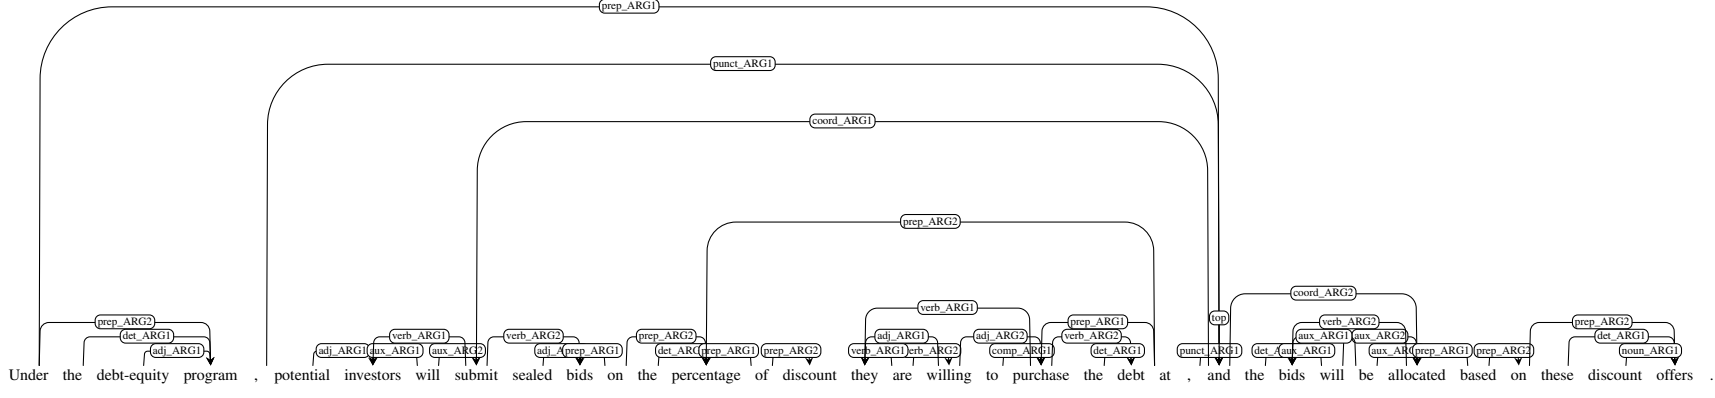 prep_ARG1
punct_ARG1
coord_ARG1
prep_ARG2
coord_ARG2
verb_ARG1
top
prep_ARG2 prep_ARG1 verb_ARG2 prep_ARG2
det_ARG1 verb_ARG1 verb_ARG2 prep_ARG2 adj_ARG1 adj_ARG2 verb_ARG2 aux_ARG1 aux_ARG2 det_ARG1
adj_ARG1 adj_ARG1 aux_ARG1 aux_ARG2 prep_ARG1 prep_ARG1 prep_ARG2 verb_ARG1 comp_ARG1 det_ARG1 punct_ARG1 aux_ARG1 prep_ARG1 prep_ARG2 noun_ARG1
Under the debt-equity program , potential investors will submit sealed bids on the percentage of discount they are willing to purchase the debt at , and the bids will be allocated based on these discount offers .